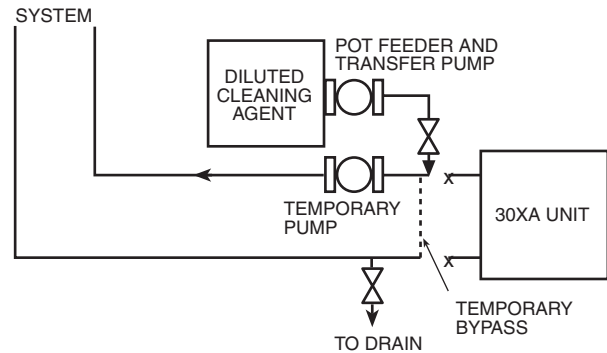 SYSTEM
POT FEEDER AND
TRANSFER PUMP
DILUTED
CLEANING
AGENT
TEMPORARY
PUMP
x
30XA UNIT
x
TEMPORARY
BYPASS
TO DRAIN